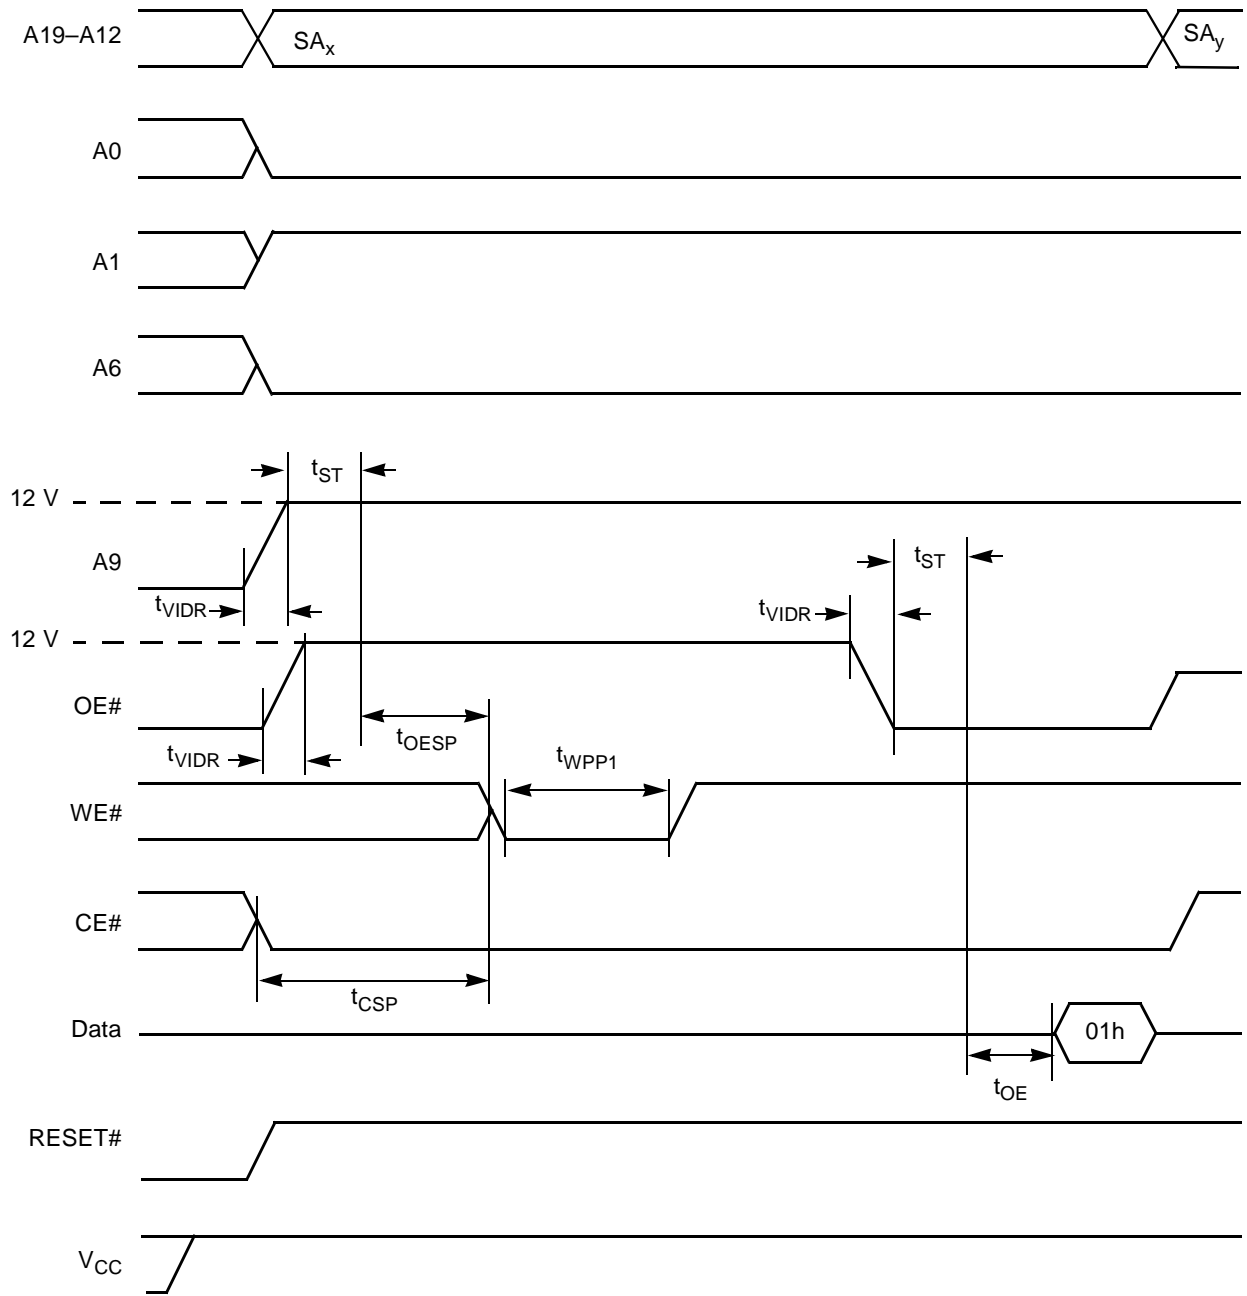 A19–A12
SAx
SAy
A0
A1
A6
tST
12 V
A9
tST
tVIDR
tVIDR
12 V
OE#
tOESP
tVIDR
tWPP1
WE#
CE#
tCSP
Data
01h
tOE
RESET#
VCC